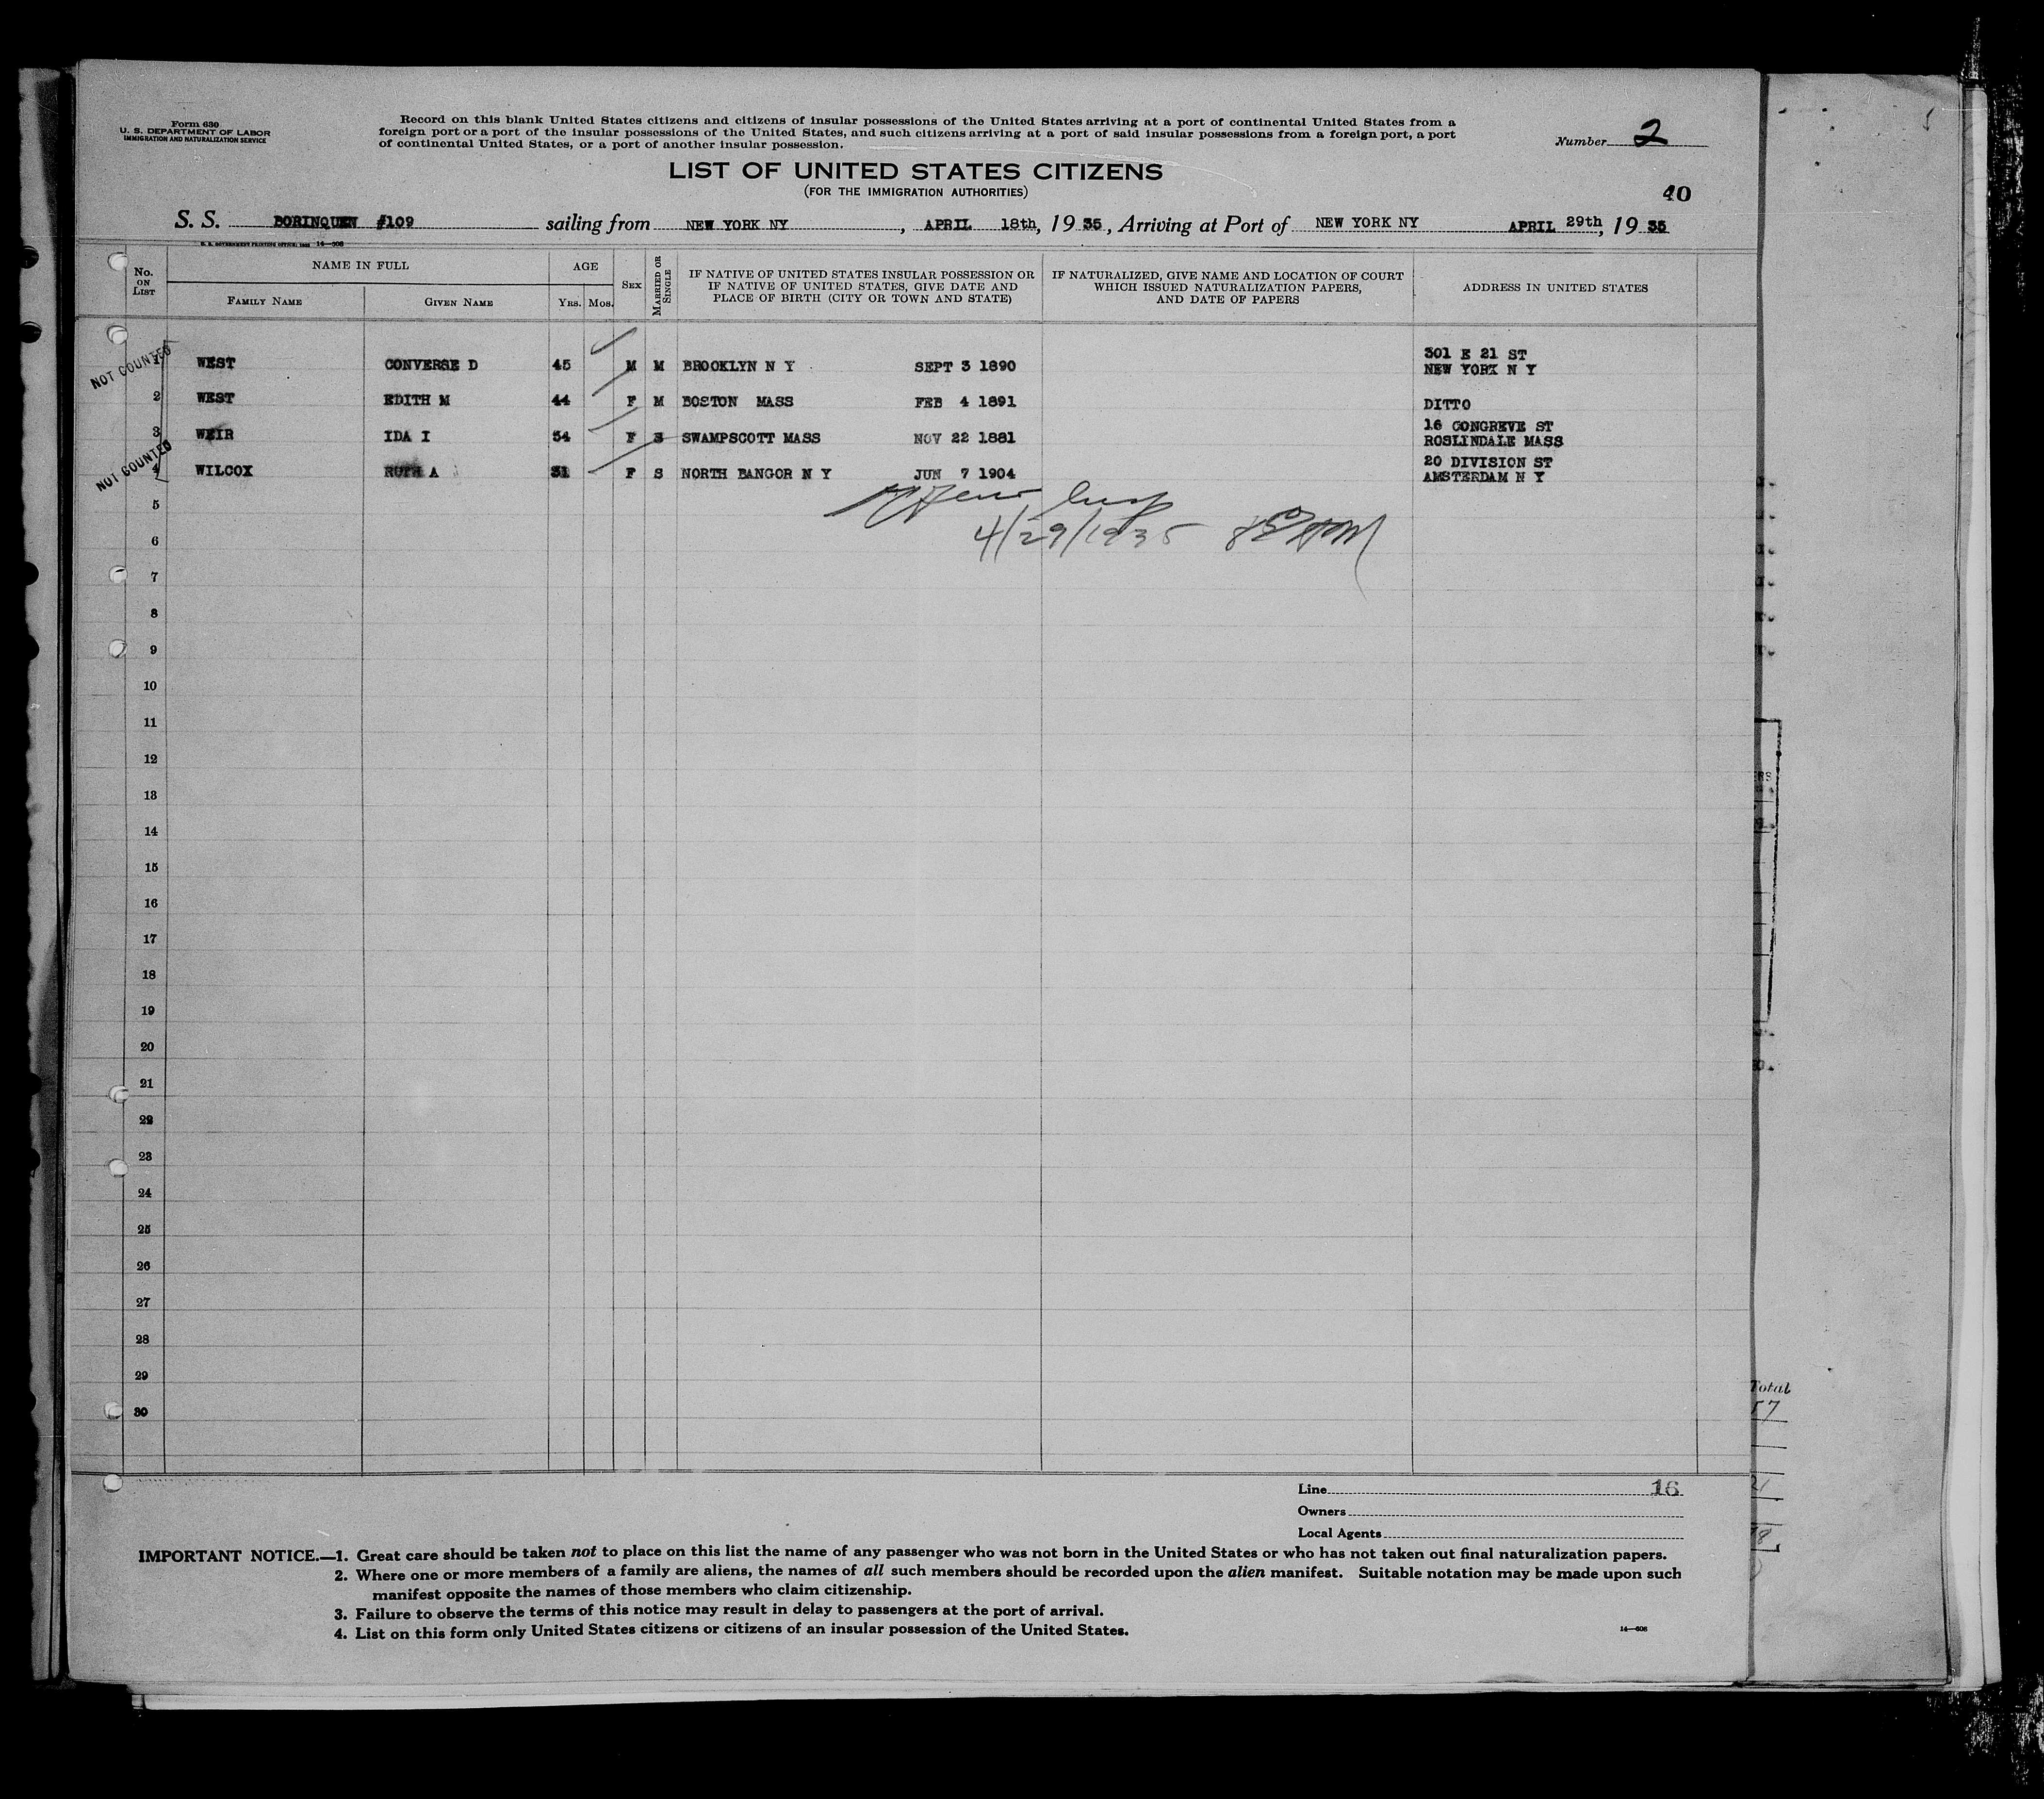 Form 630
U. S. DEPARTMENT OF LABOR
IMMIGRATION AND NATURALIZATION SERVICE
Record on this blank United States citizens and citizens of insular possessions of the United States arriving at a port of continental United States from a
foreign port or a port of the insular possessions of the United States, and such citizens arriving at a port of said insular possessions from a foreign port, a port
of continental United States, or a port of another insular possession.
Number 2
LIST OF UNITED STATES CITIZENS
(FOR THE IMMIGRATION AUTHORITIES)
40
S. S. BORINQUEN #109 sailing from NEW YORK NY, APRIL 18th, 1935, Arriving at Port of NEW YORK NY APRIL 29th, 1935
No. ON LIST
NAME IN FULL
FAMILY NAME
GIVEN NAME
AGE
YRS. MOS.
SEX
MARRIED OR SINGLE
IF NATIVE OF UNITED STATES INSULAR POSSESSION OR
IF NATIVE OF UNITED STATES, GIVE DATE AND
PLACE OF BIRTH (CITY OR TOWN AND STATE)
IF NATURALIZED, GIVE NAME AND LOCATION OF COURT
WHICH ISSUED NATURALIZATION PAPERS,
AND DATE OF PAPERS
ADDRESS IN UNITED STATES
NOT COUNTED
1 WEST CONVERSE D 45 M M BROOKLYN N Y SEPT 3 1890 301 E 21 ST
NEW YORK N Y
2 WEST EDITH M 44 F M BOSTON MASS FEB 4 1891 DITTO
3 WEIR IDA I 54 F S SWAMPSCOTT MASS NOV 22 1881 16 CONGREVE ST
ROSLINDALE MASS
NOT COUNTED
4 WILCOX RUTH A 31 F S NORTH BANGOR N Y JUN 7 1904 20 DIVISION ST
AMSTERDAM N Y
5
4/29/1935
6
7
8
9
10
11
12
13
14
15
16
17
18
19
20
21
22
23
24
25
26
27
28
29
30
Total
Line 16
Owners
Local Agents
IMPORTANT NOTICE.—1. Great care should be taken not to place on this list the name of any passenger who was not born in the United States or who has not taken out final naturalization papers.
2. Where one or more members of a family are aliens, the names of all such members should be recorded upon the alien manifest. Suitable notation may be made upon such
manifest opposite the names of those members who claim citizenship.
3. Failure to observe the terms of this notice may result in delay to passengers at the port of arrival.
4. List on this form only United States citizens or citizens of an insular possession of the United States.
14—608